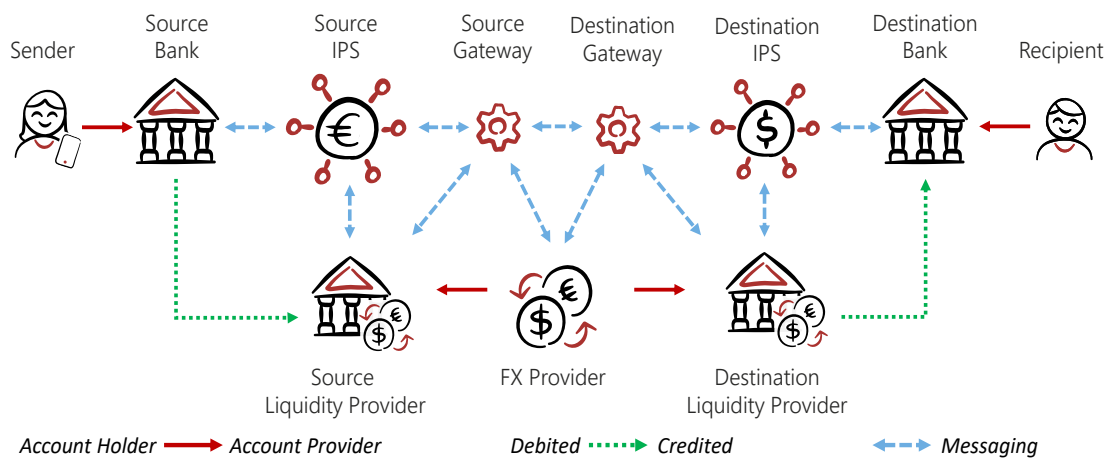 Sender
Source
Bank
Source
IPS
Source
Gateway
Destination
Gateway
Destination
IPS
Destination
Bank
Recipient
€
$
€
$
€
$
€
$
Source
Liquidity Provider
FX Provider
Destination
Liquidity Provider
Account Holder
Account Provider
Debited
Credited
Messaging